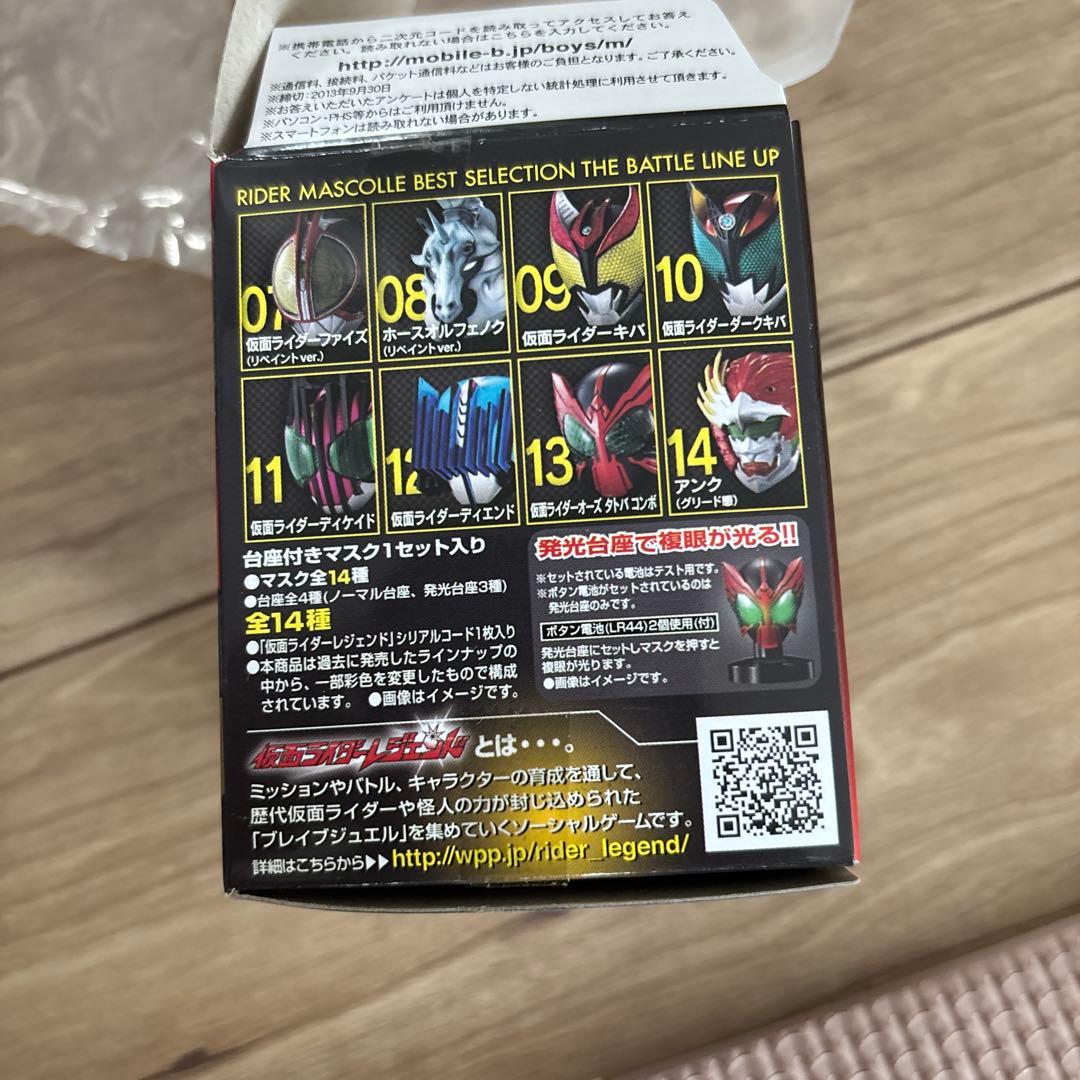 ※携帯電話から二次元コードを読み取ってアクセスしてお答え
ください。読み取れない場合はこちらを入力してください。
http://mobile-b.jp/boys/m/
※通信料、接続料、パケット通信料などはお客様のご負担となります。ご了承ください。
※締切:2013年9月30日
※お答えいただいたアンケートは個人を特定しない統計処理に利用させて頂きます。
※パソコン・PHS等からはご利用頂けません。
※スマートフォンは読み取れない場合があります。
RIDER MASCOLLE BEST SELECTION THE BATTLE LINE UP
07
仮面ライダーファイズ
(リペイントver.)
08
ホースオルフェノク
(リペイントver.)
09
仮面ライダーキバ
10
仮面ライダーダークキバ
11
仮面ライダーディケイド
12
仮面ライダーディエンド
13
仮面ライダーオーズ タトバ コンボ
14
アンク
(グリード態)
台座付きマスク1セット入り
●マスク全14種
●台座全4種(ノーマル台座、発光台座3種)
全14種
●「仮面ライダーレジェンド」シリアルコード1枚入り
●本商品は過去に発売したラインナップの
中から、一部彩色を変更したもので構成
されています。 ●画像はイメージです。
発光台座で複眼が光る!!
※セットされている電池はテスト用です。
※ボタン電池がセットされているのは
発光台座のみです。
ボタン電池(LR44)2個使用(付)
発光台座にセットしマスクを押すと
複眼が光ります。
●画像はイメージです。
仮面ライダーレジェンド とは・・・。
ミッションやバトル、キャラクターの育成を通して、
歴代仮面ライダーや怪人の力が封じ込められた
「ブレイブジュエル」を集めていくソーシャルゲームです。
詳細はこちらから▶▶http://wpp.jp/rider_legend/